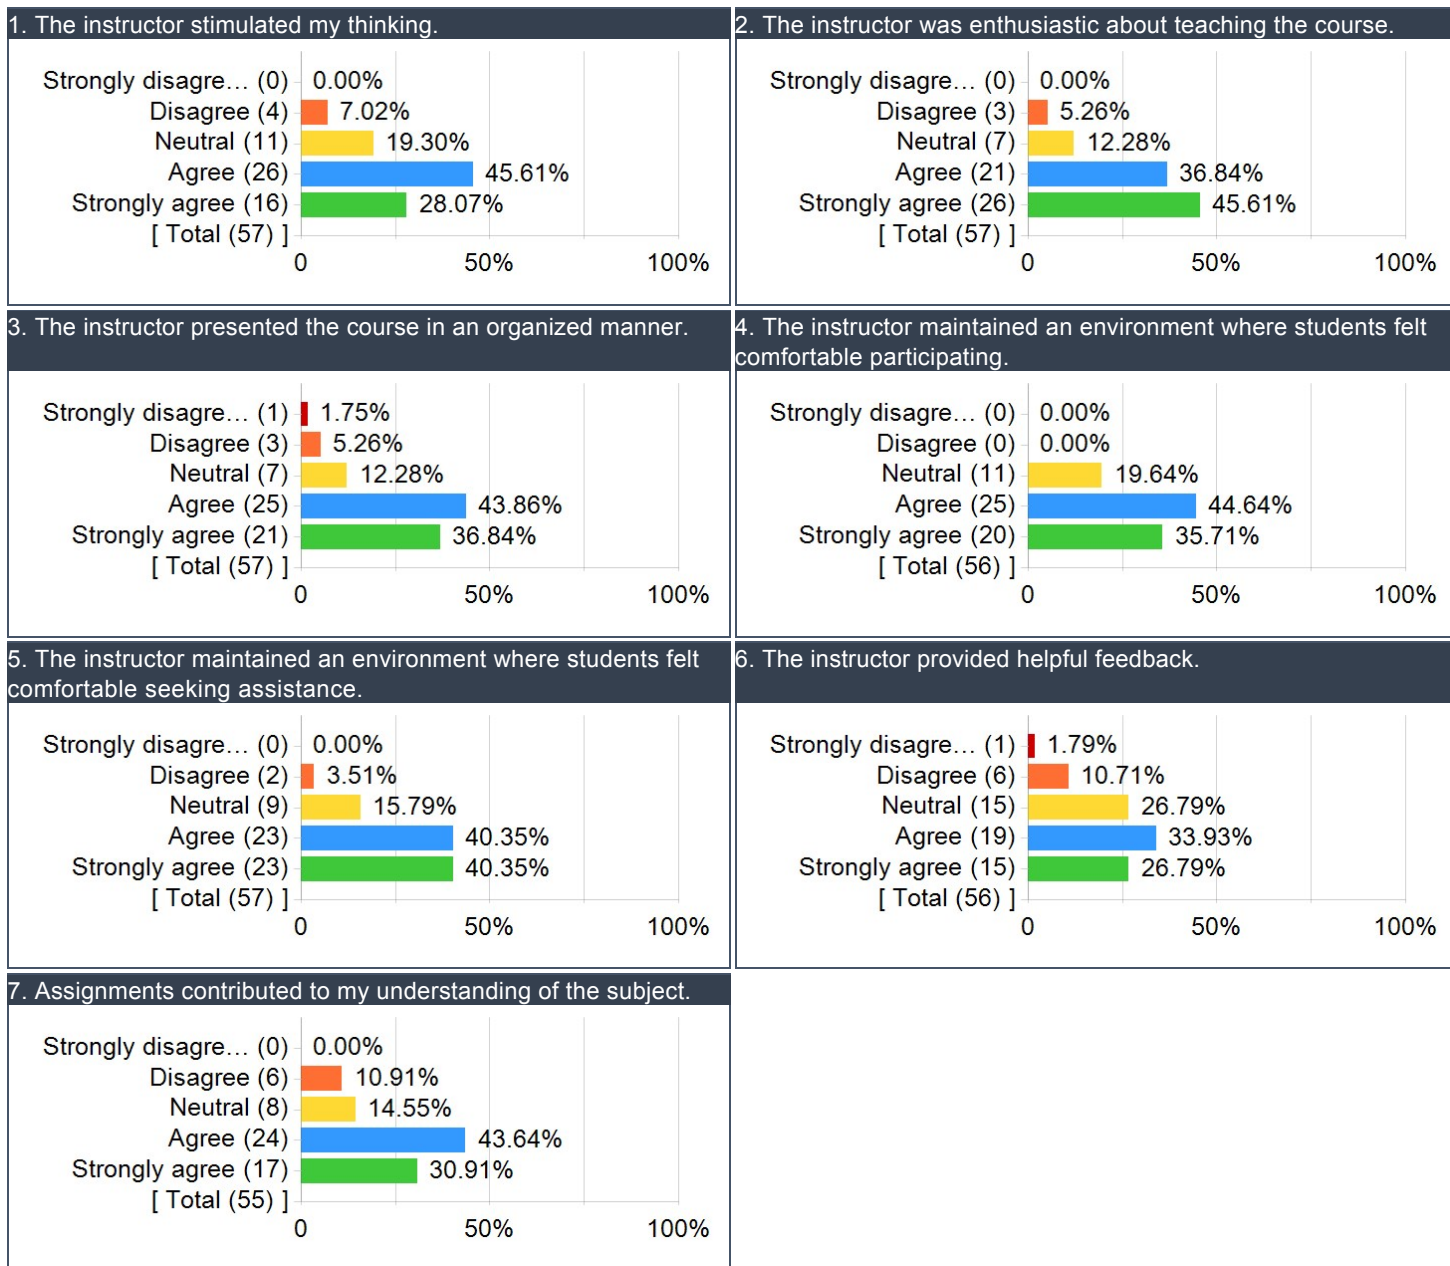 1. The instructor stimulated my thinking.
Strongly disagre... (0) 0.00%
Disagree (4) 7.02%
Neutral (11) 19.30%
Agree (26) 45.61%
Strongly agree (16) 28.07%
[ Total (57) ]
0 50% 100%
2. The instructor was enthusiastic about teaching the course.
Strongly disagre... (0) 0.00%
Disagree (3) 5.26%
Neutral (7) 12.28%
Agree (21) 36.84%
Strongly agree (26) 45.61%
[ Total (57) ]
0 50% 100%
3. The instructor presented the course in an organized manner.
Strongly disagre... (1) 1.75%
Disagree (3) 5.26%
Neutral (7) 12.28%
Agree (25) 43.86%
Strongly agree (21) 36.84%
[ Total (57) ]
0 50% 100%
4. The instructor maintained an environment where students felt
comfortable participating.
Strongly disagre... (0) 0.00%
Disagree (0) 0.00%
Neutral (11) 19.64%
Agree (25) 44.64%
Strongly agree (20) 35.71%
[ Total (56) ]
0 50% 100%
5. The instructor maintained an environment where students felt
comfortable seeking assistance.
Strongly disagre... (0) 0.00%
Disagree (2) 3.51%
Neutral (9) 15.79%
Agree (23) 40.35%
Strongly agree (23) 40.35%
[ Total (57) ]
0 50% 100%
6. The instructor provided helpful feedback.
Strongly disagre... (1) 1.79%
Disagree (6) 10.71%
Neutral (15) 26.79%
Agree (19) 33.93%
Strongly agree (15) 26.79%
[ Total (56) ]
0 50% 100%
7. Assignments contributed to my understanding of the subject.
Strongly disagre... (0) 0.00%
Disagree (6) 10.91%
Neutral (8) 14.55%
Agree (24) 43.64%
Strongly agree (17) 30.91%
[ Total (55) ]
0 50% 100%